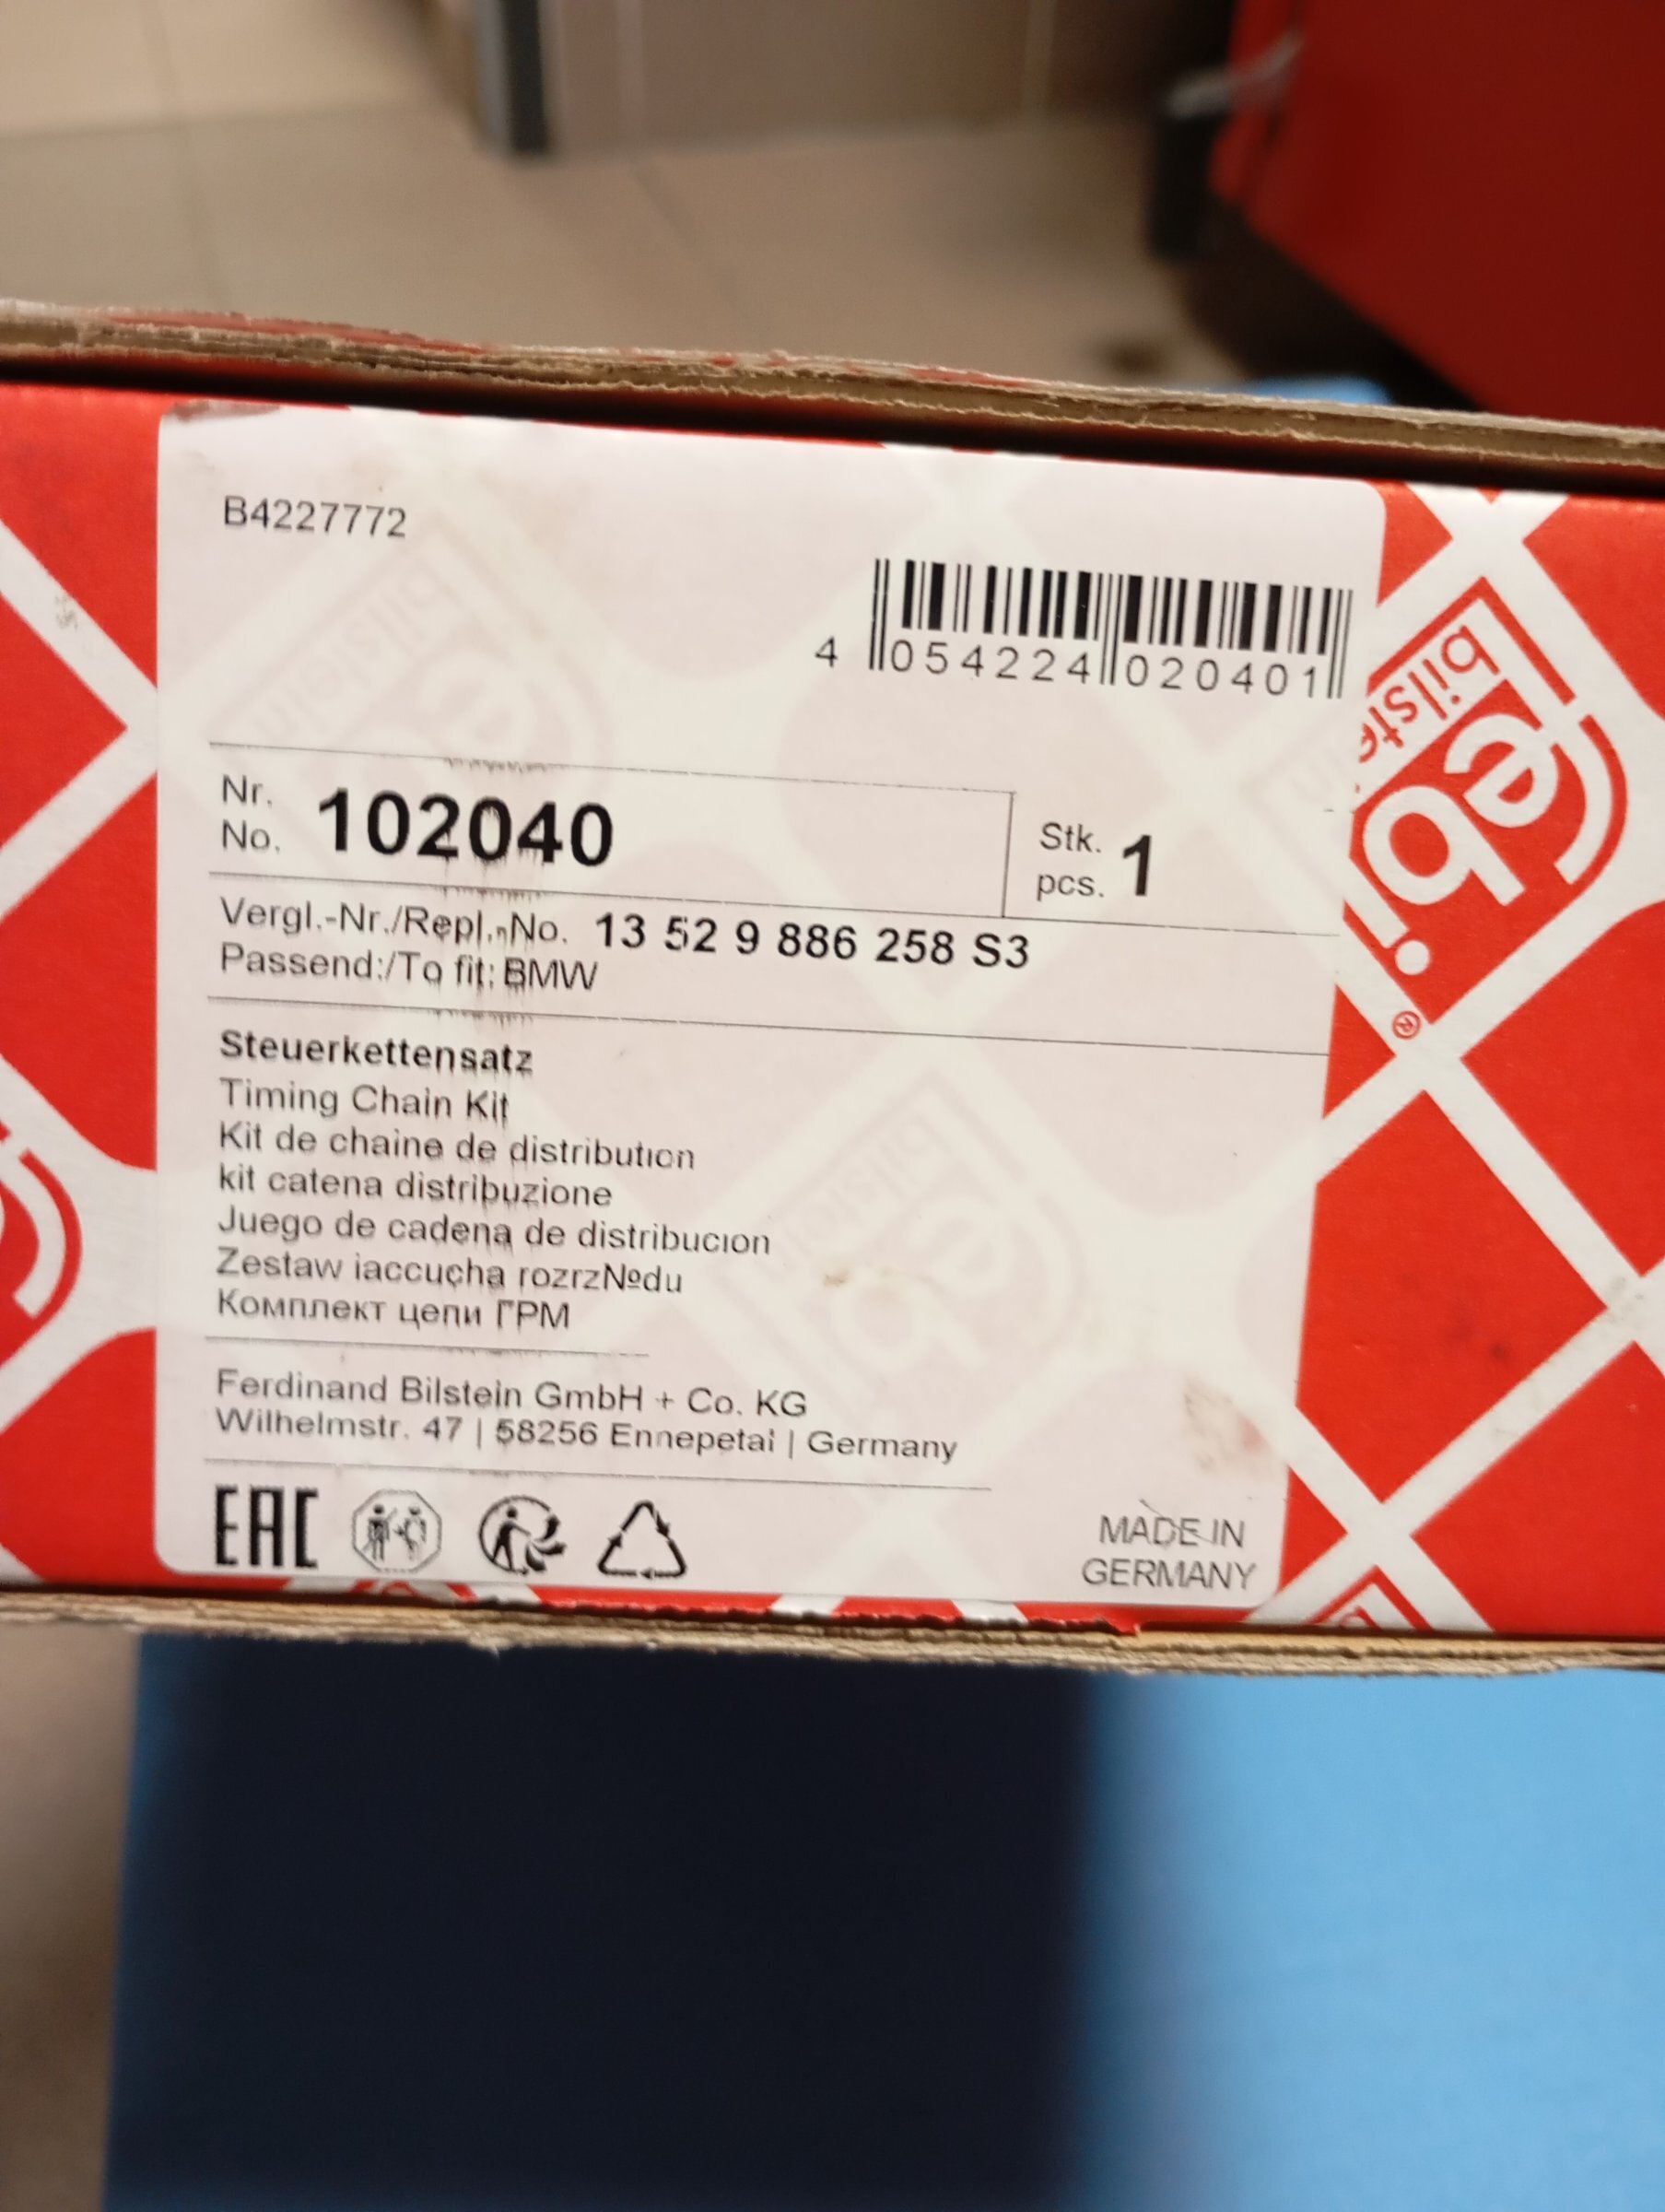 B4227772
4 054224 020401
Nr.
No. 102040
Stk.
pcs. 1
Vergl.-Nr./Repl.-No. 13 52 9 886 258 S3
Passend:/To fit: BMW
Steuerkettensatz
Timing Chain Kit
Kit de chaine de distribution
kit catena distribuzione
Juego de cadena de distribucion
Zestaw iaccucha rozrz№du
Комплект цепи ГРМ
Ferdinand Bilstein GmbH + Co. KG
Wilhelmstr. 47 | 58256 Ennepetal | Germany
EAC
MADE IN
GERMANY
febi
bilstein
®